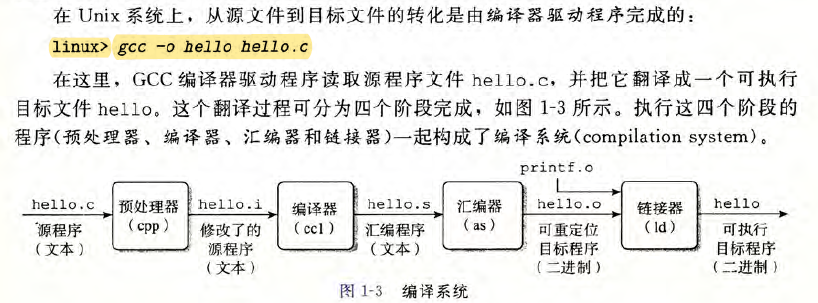 在 Unix 系统上，从源文件到目标文件的转化是由编译器驱动程序完成的：
linux> gcc -o hello hello.c
在这里，GCC 编译器驱动程序读取源程序文件 hello.c，并把它翻译成一个可执行
目标文件 hello。这个翻译过程可分为四个阶段完成，如图 1-3 所示。执行这四个阶段的
程序(预处理器、编译器、汇编器和链接器)一起构成了编译系统(compilation system)。
printf.o
hello.c 预处理器 hello.i 编译器 hello.s 汇编器 hello.o 链接器 hello
源程序 (cpp) 修改了的 (cc1) 汇编程序 (as) 可重定位 (ld) 可执行
（文本） 源程序 （文本） 目标程序 目标程序
（文本） （二进制） （二进制）
图 1-3 编译系统